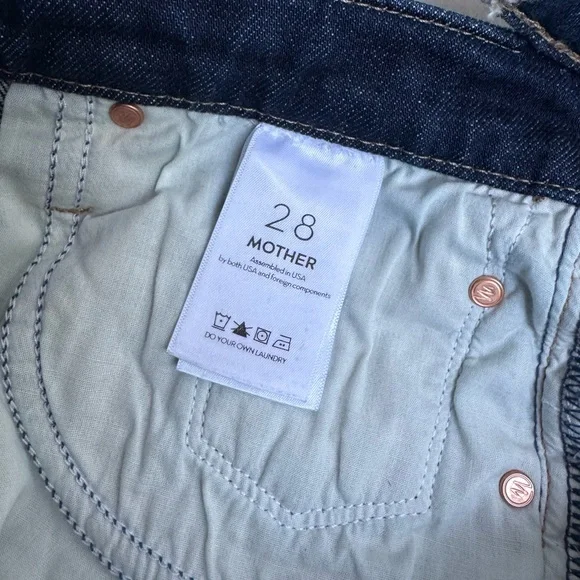 28
MOTHER
Assembled in USA
by both USA and foreign components
DO YOUR OWN LAUNDRY